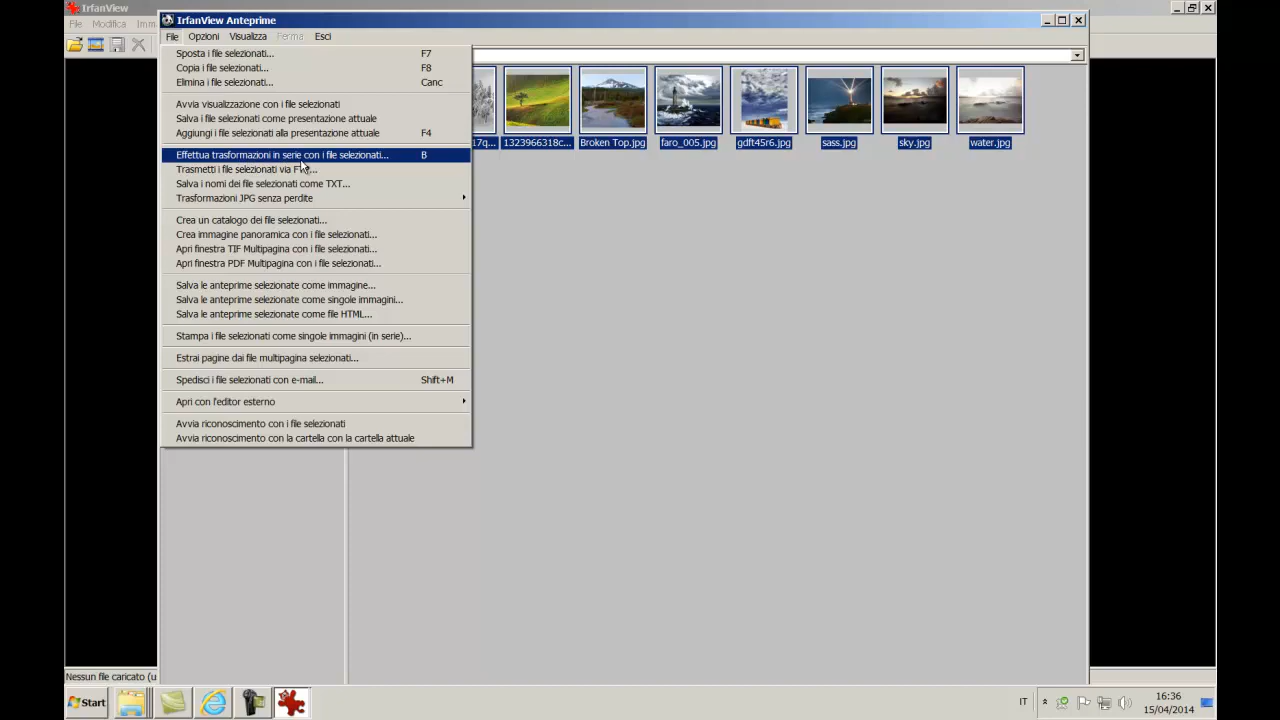 IrfanView
IrfanView Anteprime
File Modifica Imm
File Opzioni Visualizza Ferma Esci
Sposta i file selezionati... F7
Copia i file selezionati... F8
Elimina i file selezionati... Canc
Avvia visualizzazione con i file selezionati
Salva i file selezionati come presentazione attuale
Aggiungi i file selezionati alla presentazione attuale F4
Effettua trasformazioni in serie con i file selezionati... B
Trasmetti i file selezionati via
Salva i nomi dei file selezionati come TXT...
Trasformazioni JPG senza perdite
Crea un catalogo dei file selezionati...
Crea immagine panoramica con i file selezionati...
Apri finestra TIF Multipagina con i file selezionati...
Apri finestra PDF Multipagina con i file selezionati...
Salva le anteprime selezionate come immagine...
Salva le anteprime selezionate come singole immagini...
Salva le anteprime selezionate come file HTML...
Stampa i file selezionati come singole immagini (in serie)...
Estrai pagine dai file multipagina selezionati...
Spedisci i file selezionati con e-mail... Shift+M
Apri con l'editor esterno
Avvia riconoscimento con i file selezionati
Avvia riconoscimento con la cartella con la cartella attuale
17q... 1323966318c... Broken Top.jpg faro_005.jpg gdft45r6.jpg sass.jpg sky.jpg water.jpg
Nessun file caricato (u
Start
IT
16:36
15/04/2014